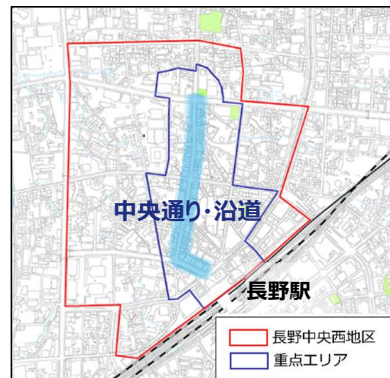 中央通り・沿道
長野駅
長野中央西地区
重点エリア